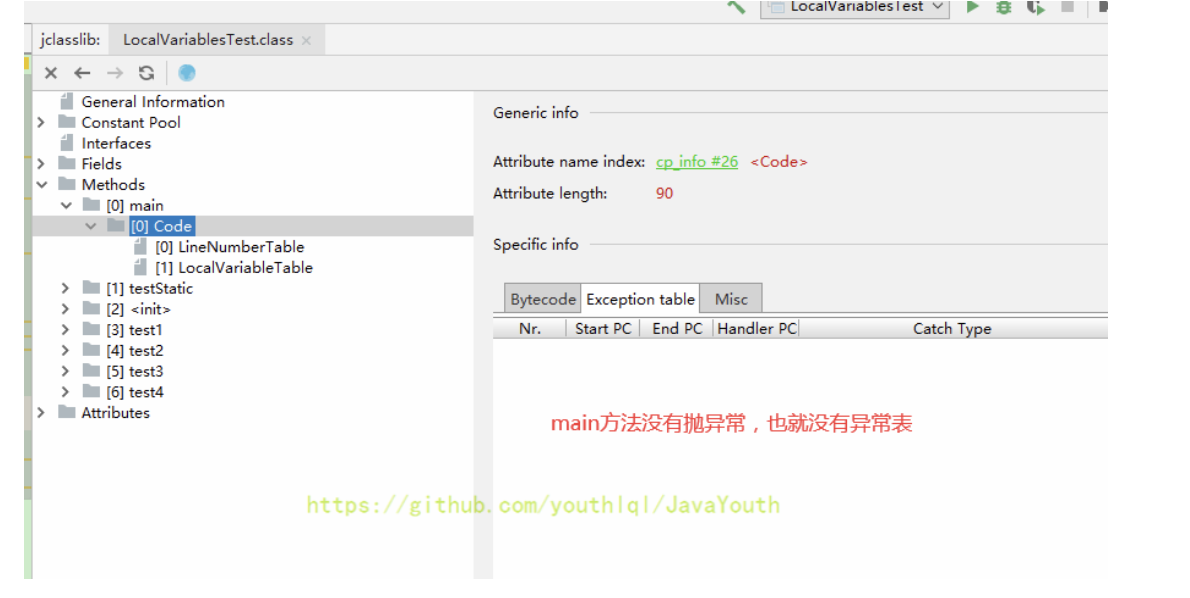 LocalVariablesTest
jclasslib: LocalVariablesTest.class
General Information
Constant Pool
Interfaces
Fields
Methods
[0] main
[0] Code
[0] LineNumberTable
[1] LocalVariableTable
[1] testStatic
[2] <init>
[3] test1
[4] test2
[5] test3
[6] test4
Attributes
Generic info
Attribute name index: cp_info #26 <Code>
Attribute length: 90
Specific info
Bytecode Exception table Misc
Nr. Start PC End PC Handler PC Catch Type
main方法没有抛异常，也就没有异常表
https://github.com/youthlql/JavaYouth